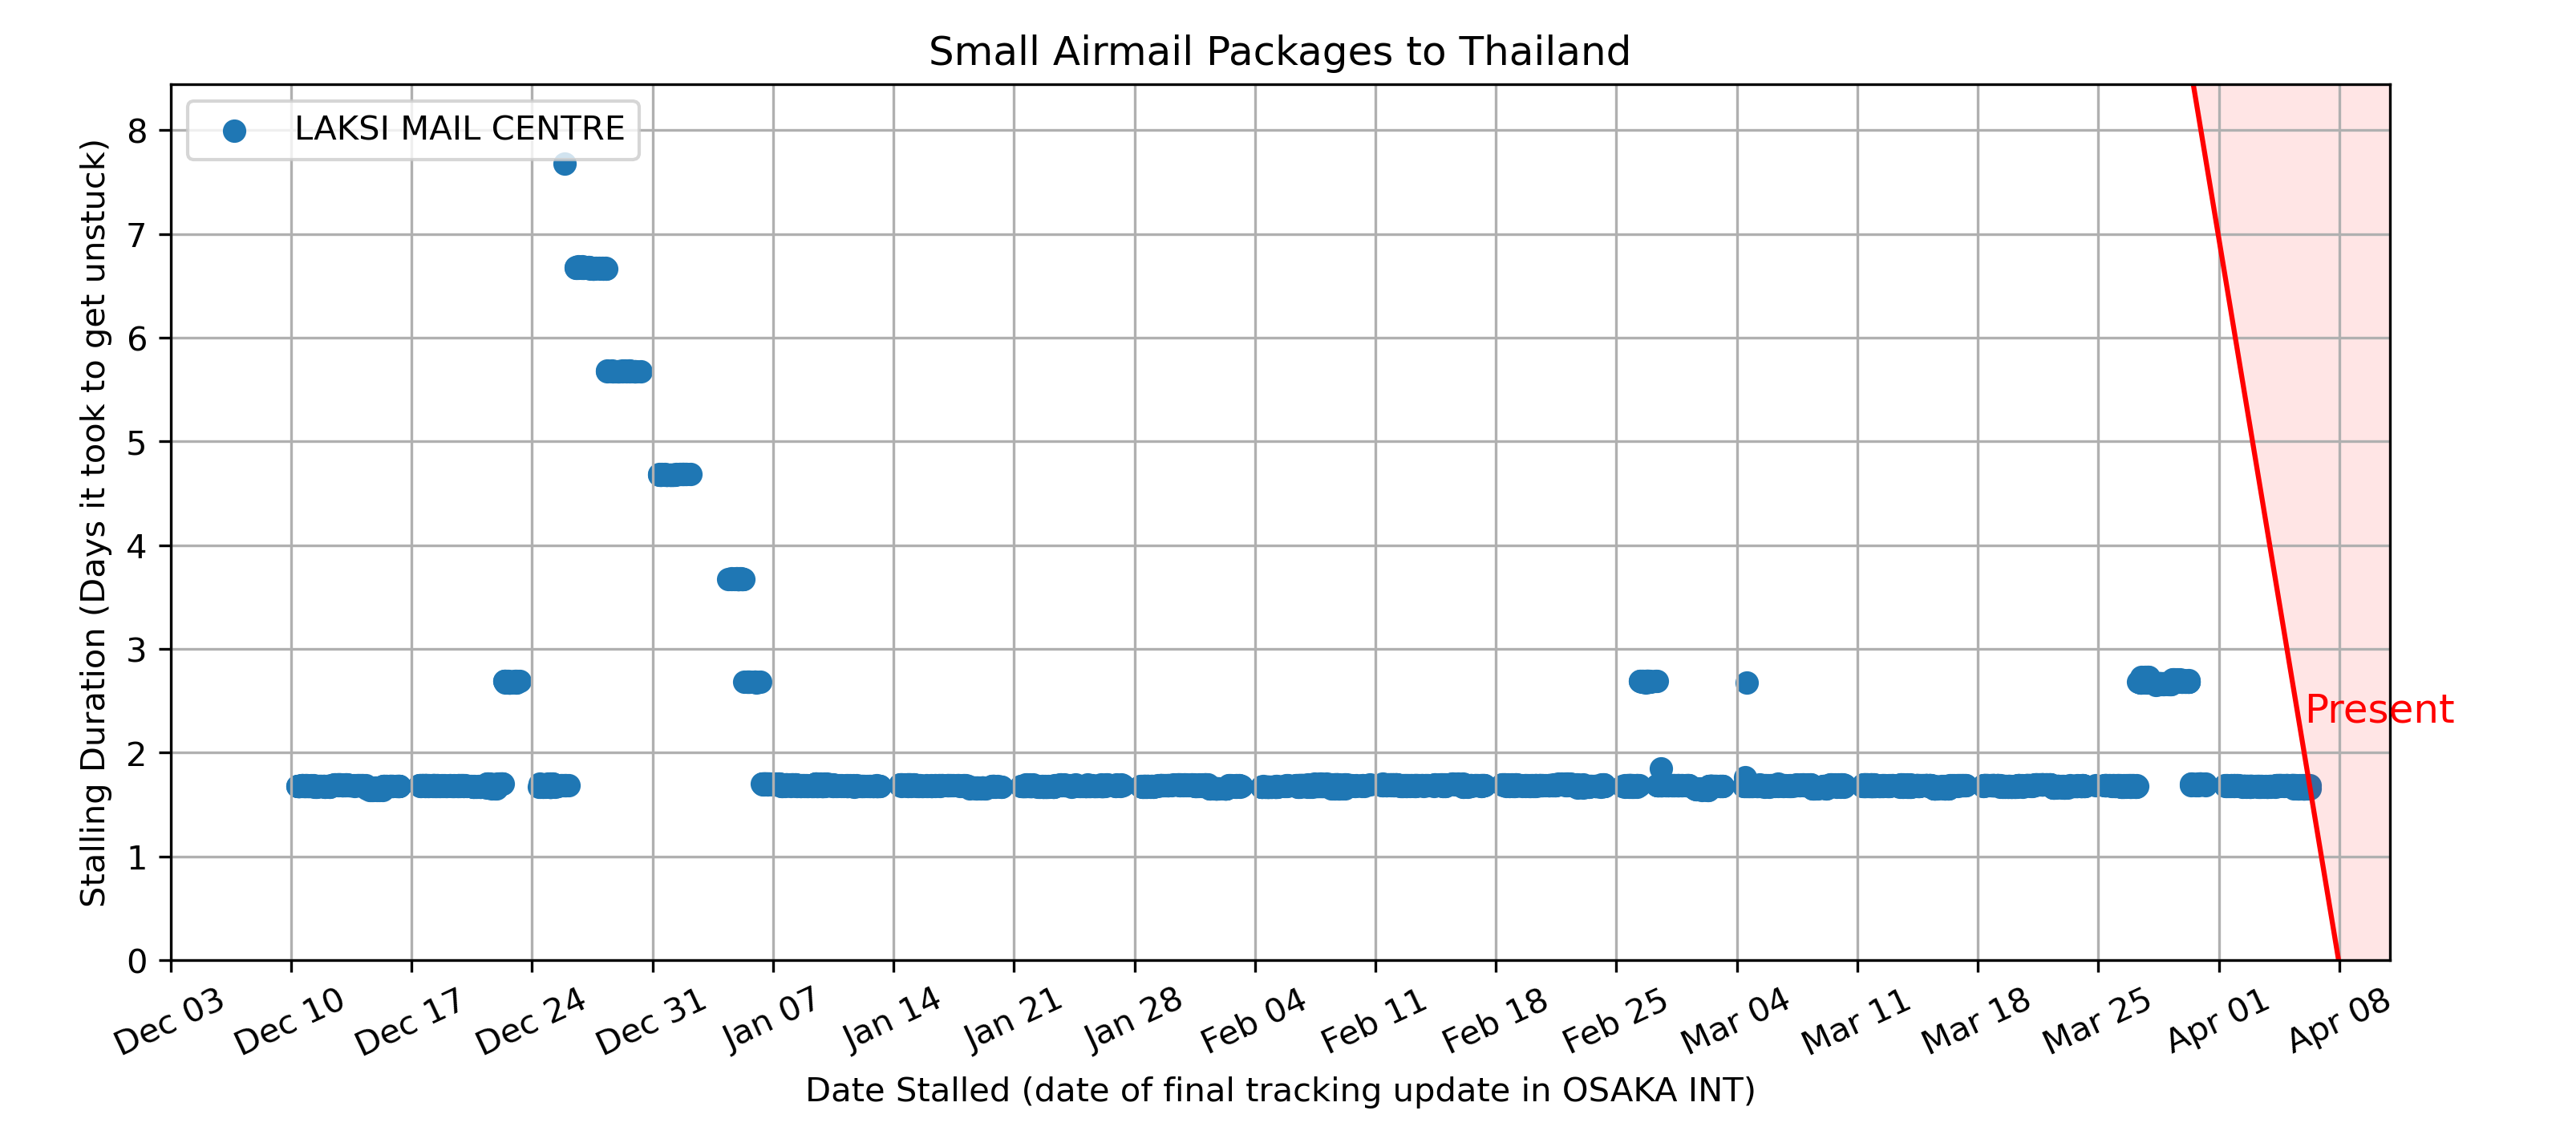 Small Airmail Packages to Thailand
LAKSI MAIL CENTRE
Stalling Duration (Days it took to get unstuck)
8
7
6
5
4
3
2
1
0
Present
Dec 03 Dec 10 Dec 17 Dec 24 Dec 31 Jan 07 Jan 14 Jan 21 Jan 28 Feb 04 Feb 11 Feb 18 Feb 25 Mar 04 Mar 11 Mar 18 Mar 25 Apr 01 Apr 08
Date Stalled (date of final tracking update in OSAKA INT)